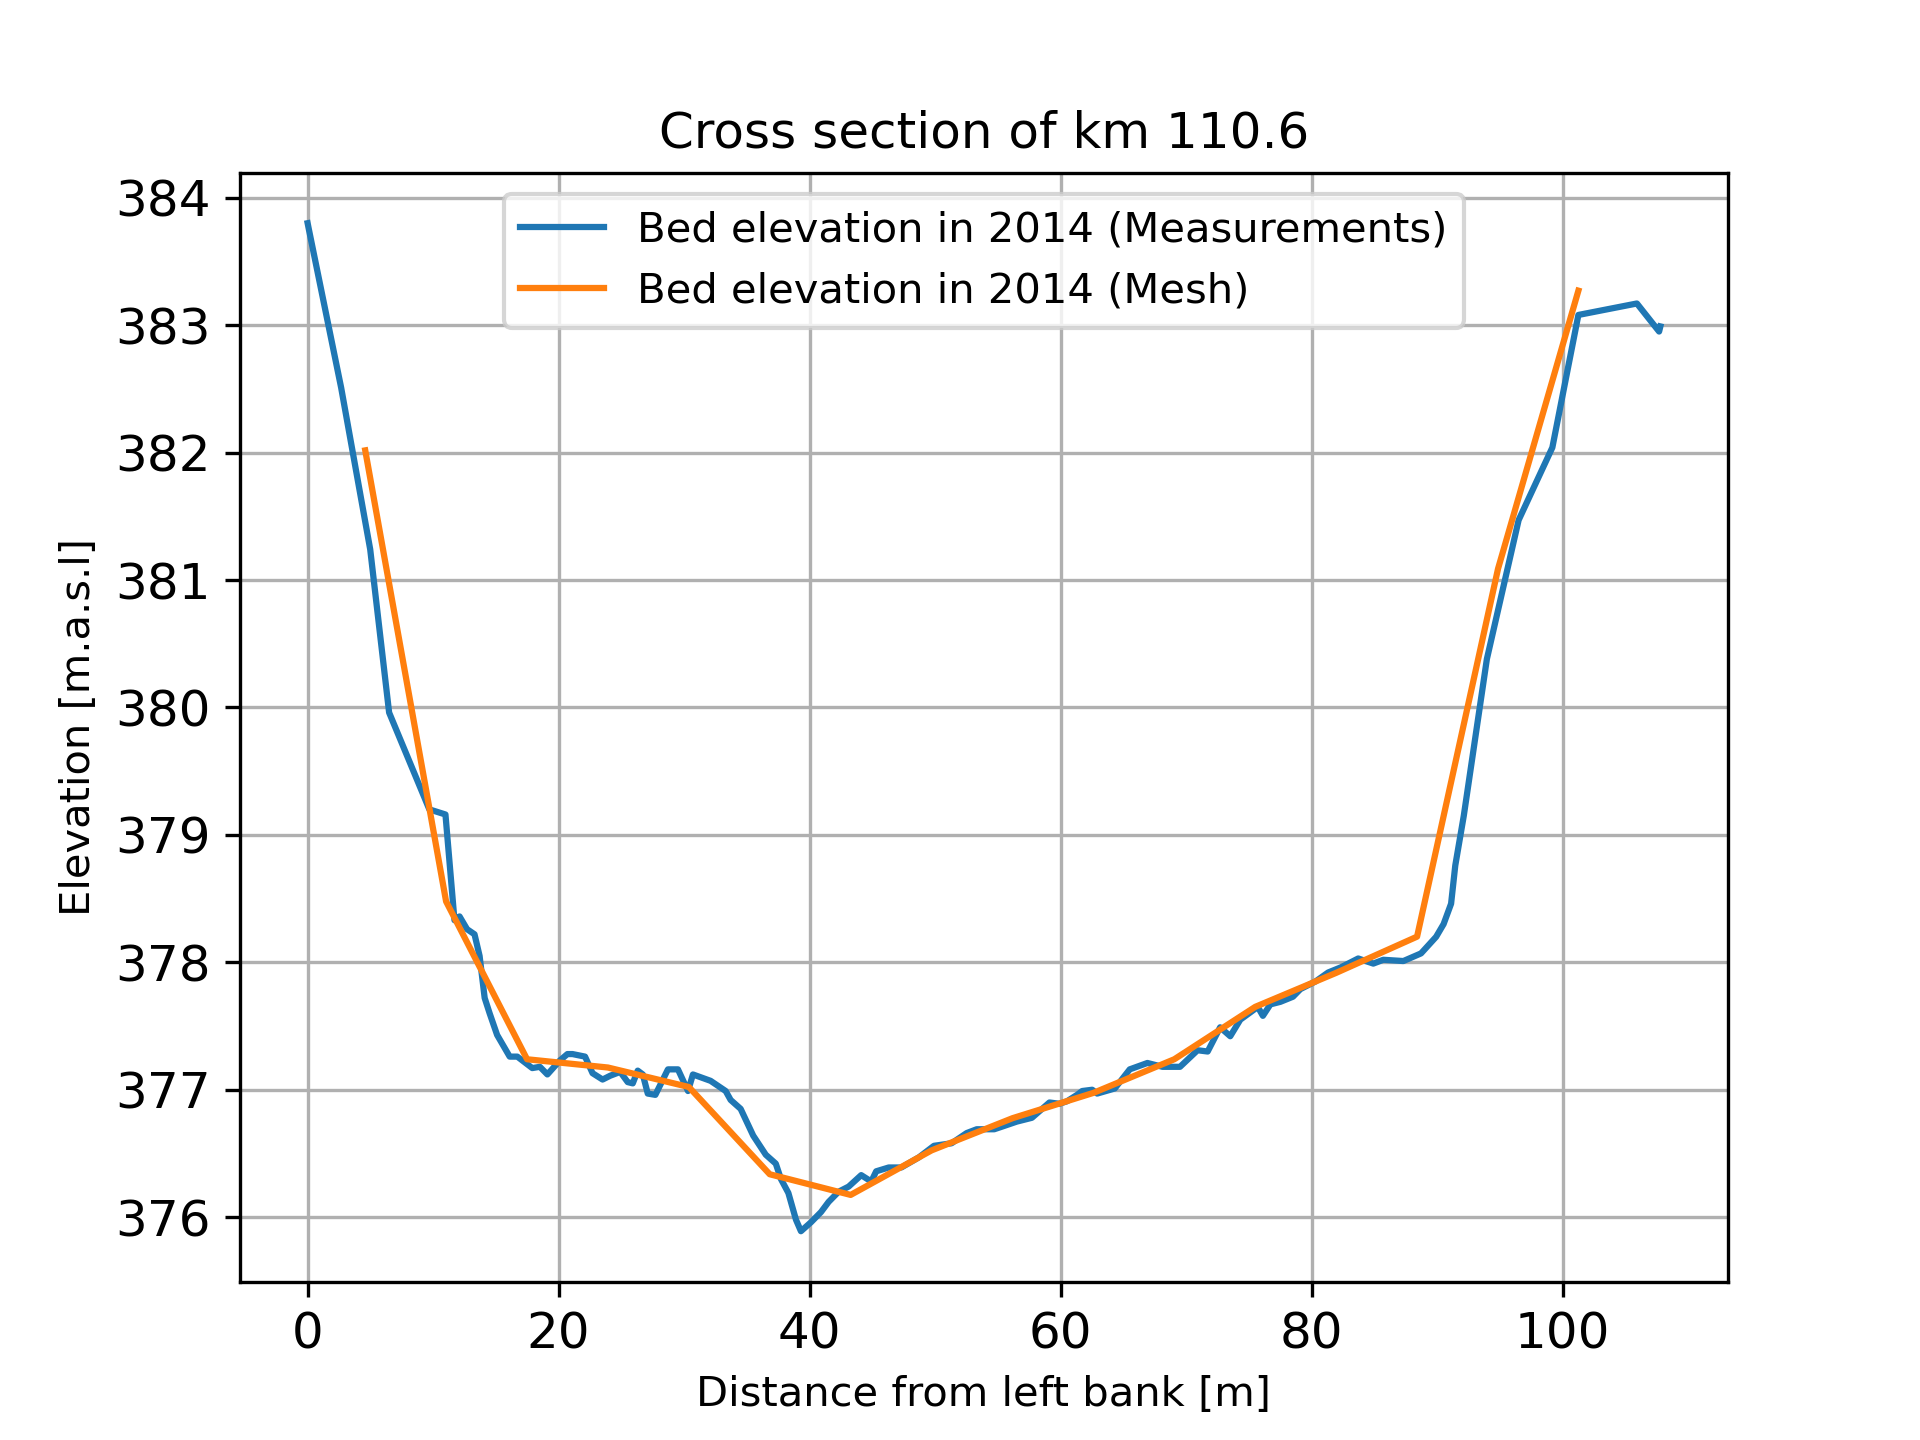 Cross section of km 110.6
Bed elevation in 2014 (Measurements)
Bed elevation in 2014 (Mesh)
Elevation [m.a.s.l]
384
383
382
381
380
379
378
377
376
0 20 40 60 80 100
Distance from left bank [m]